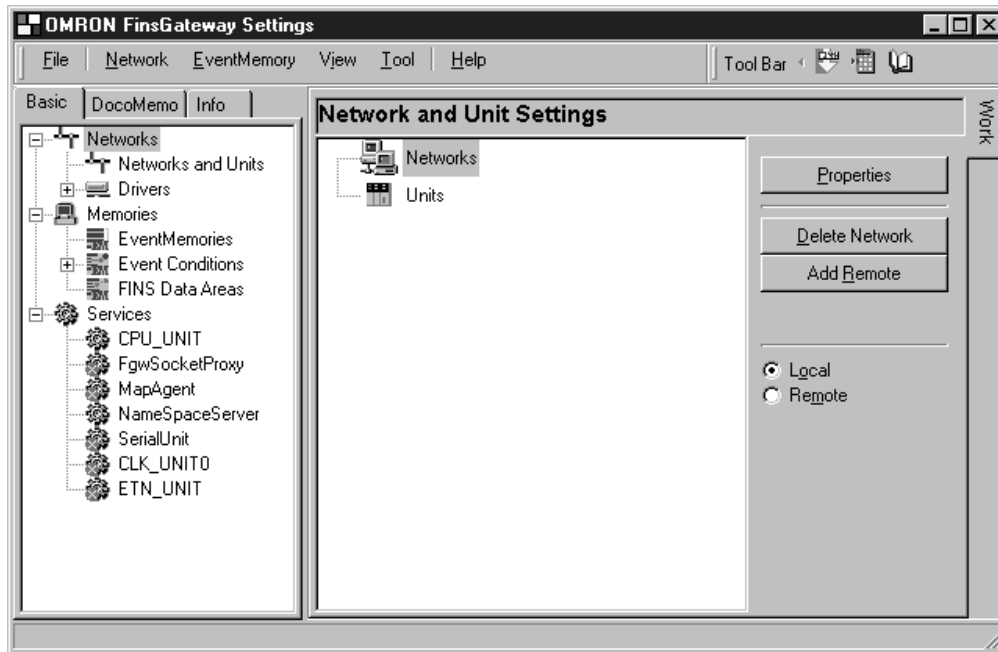 OMRON FinsGateway Settings
File Network EventMemory View Tool Help
Tool Bar
Basic DocoMemo Info
Networks
Networks and Units
Drivers
Memories
EventMemories
Event Conditions
FINS Data Areas
Services
CPU_UNIT
FgwSocketProxy
MapAgent
NameSpaceServer
SerialUnit
CLK_UNIT0
ETN_UNIT
Network and Unit Settings
Networks
Units
Properties
Delete Network
Add Remote
Local
Remote
Work